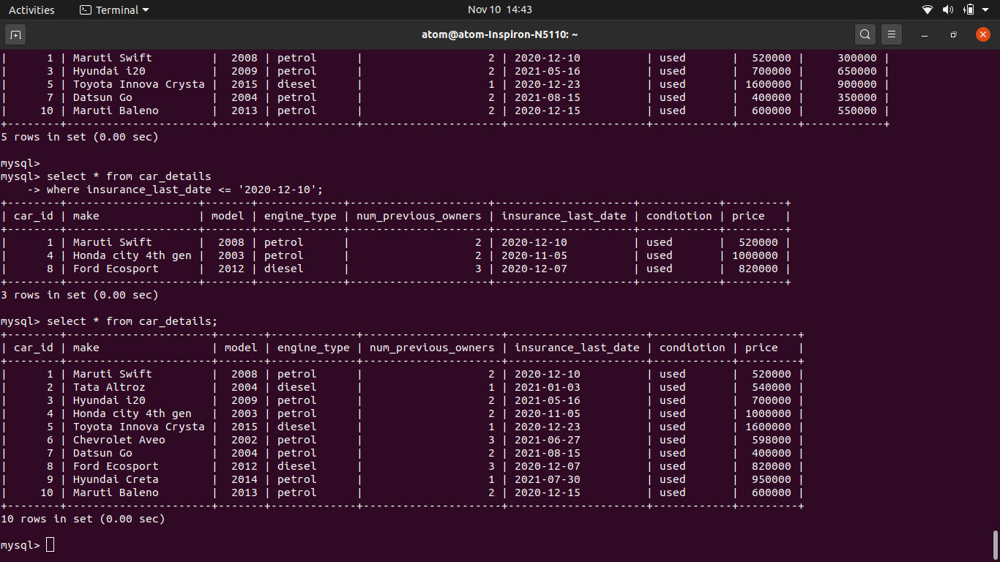 Activities Terminal Nov 10 14:43
atom@atom-Inspiron-N5110: ~
|      1 | Maruti Swift         |  2008 | petrol      |                   2 | 2020-12-10          | used       |  520000 |     300000 |
|      3 | Hyundai i20          |  2009 | petrol      |                   2 | 2021-05-16          | used       |  700000 |     650000 |
|      5 | Toyota Innova Crysta |  2015 | diesel      |                   1 | 2020-12-23          | used       | 1600000 |     900000 |
|      7 | Datsun Go            |  2004 | petrol      |                   2 | 2021-08-15          | used       |  400000 |     350000 |
|     10 | Maruti Baleno        |  2013 | petrol      |                   2 | 2020-12-15          | used       |  600000 |     550000 |
+--------+----------------------+-------+-------------+---------------------+---------------------+------------+---------+------------+
5 rows in set (0.00 sec)
mysql>
mysql> select * from car_details
    -> where insurance_last_date <= '2020-12-10';
+--------+--------------------+-------+-------------+---------------------+---------------------+------------+---------+
| car_id | make               | model | engine_type | num_previous_owners | insurance_last_date | condiotion | price   |
+--------+--------------------+-------+-------------+---------------------+---------------------+------------+---------+
|      1 | Maruti Swift       |  2008 | petrol      |                   2 | 2020-12-10          | used       |  520000 |
|      4 | Honda city 4th gen |  2003 | petrol      |                   2 | 2020-11-05          | used       | 1000000 |
|      8 | Ford Ecosport      |  2012 | diesel      |                   3 | 2020-12-07          | used       |  820000 |
+--------+--------------------+-------+-------------+---------------------+---------------------+------------+---------+
3 rows in set (0.00 sec)
mysql> select * from car_details;
+--------+----------------------+-------+-------------+---------------------+---------------------+------------+---------+
| car_id | make                 | model | engine_type | num_previous_owners | insurance_last_date | condiotion | price   |
+--------+----------------------+-------+-------------+---------------------+---------------------+------------+---------+
|      1 | Maruti Swift         |  2008 | petrol      |                   2 | 2020-12-10          | used       |  520000 |
|      2 | Tata Altroz          |  2004 | diesel      |                   1 | 2021-01-03          | used       |  540000 |
|      3 | Hyundai i20          |  2009 | petrol      |                   2 | 2021-05-16          | used       |  700000 |
|      4 | Honda city 4th gen   |  2003 | petrol      |                   2 | 2020-11-05          | used       | 1000000 |
|      5 | Toyota Innova Crysta |  2015 | diesel      |                   1 | 2020-12-23          | used       | 1600000 |
|      6 | Chevrolet Aveo       |  2002 | petrol      |                   3 | 2021-06-27          | used       |  598000 |
|      7 | Datsun Go            |  2004 | petrol      |                   2 | 2021-08-15          | used       |  400000 |
|      8 | Ford Ecosport        |  2012 | diesel      |                   3 | 2020-12-07          | used       |  820000 |
|      9 | Hyundai Creta        |  2014 | petrol      |                   1 | 2021-07-30          | used       |  950000 |
|     10 | Maruti Baleno        |  2013 | petrol      |                   2 | 2020-12-15          | used       |  600000 |
+--------+----------------------+-------+-------------+---------------------+---------------------+------------+---------+
10 rows in set (0.00 sec)
mysql>